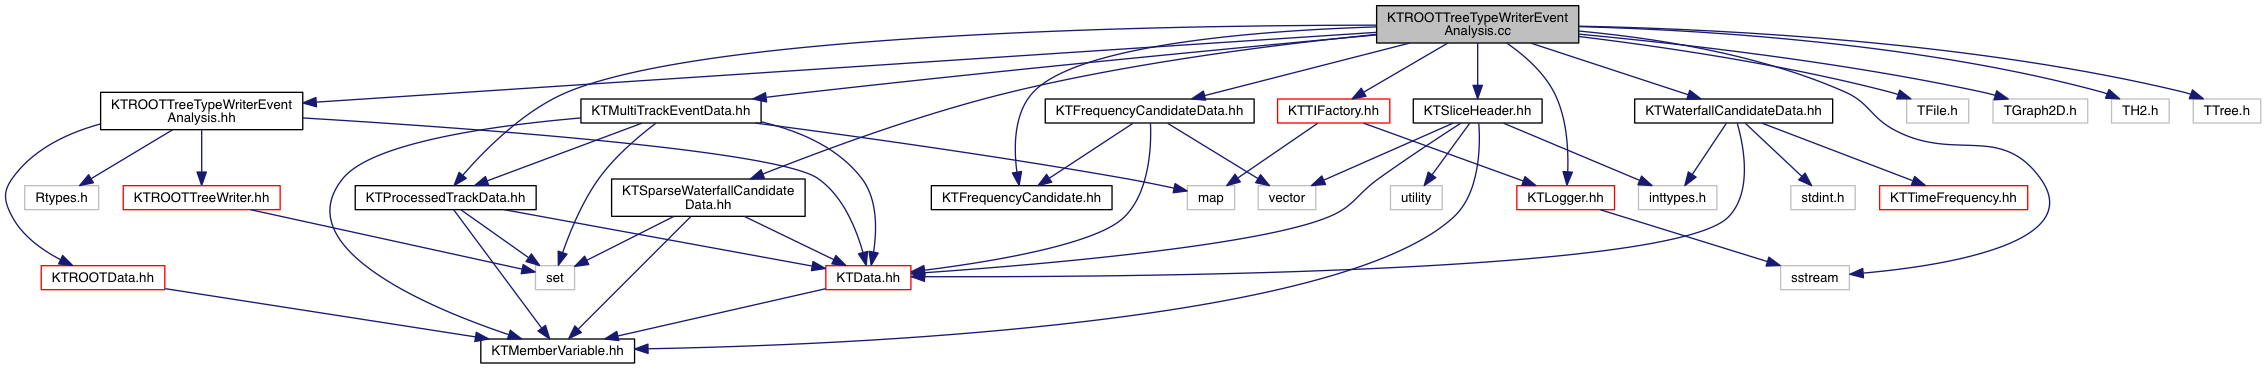 KTROOTTreeTypeWriterEvent
Analysis.cc
KTROOTTreeTypeWriterEvent
Analysis.hh
KTMultiTrackEventData.hh
KTFrequencyCandidateData.hh
KTTIFactory.hh
KTSliceHeader.hh
KTWaterfallCandidateData.hh
TFile.h
TGraph2D.h
TH2.h
TTree.h
Rtypes.h
KTROOTTreeWriter.hh
KTProcessedTrackData.hh
KTSparseWaterfallCandidate
Data.hh
KTFrequencyCandidate.hh
map
vector
utility
KTLogger.hh
inttypes.h
stdint.h
KTTimeFrequency.hh
KTROOTData.hh
set
KTData.hh
sstream
KTMemberVariable.hh